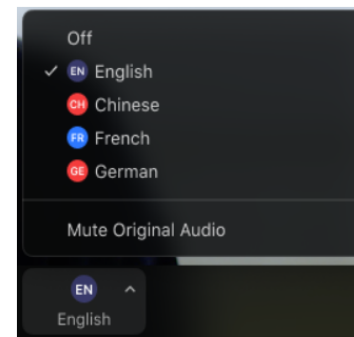 Off
EN English
CH Chinese
FR French
GE German
Mute Original Audio
EN
English